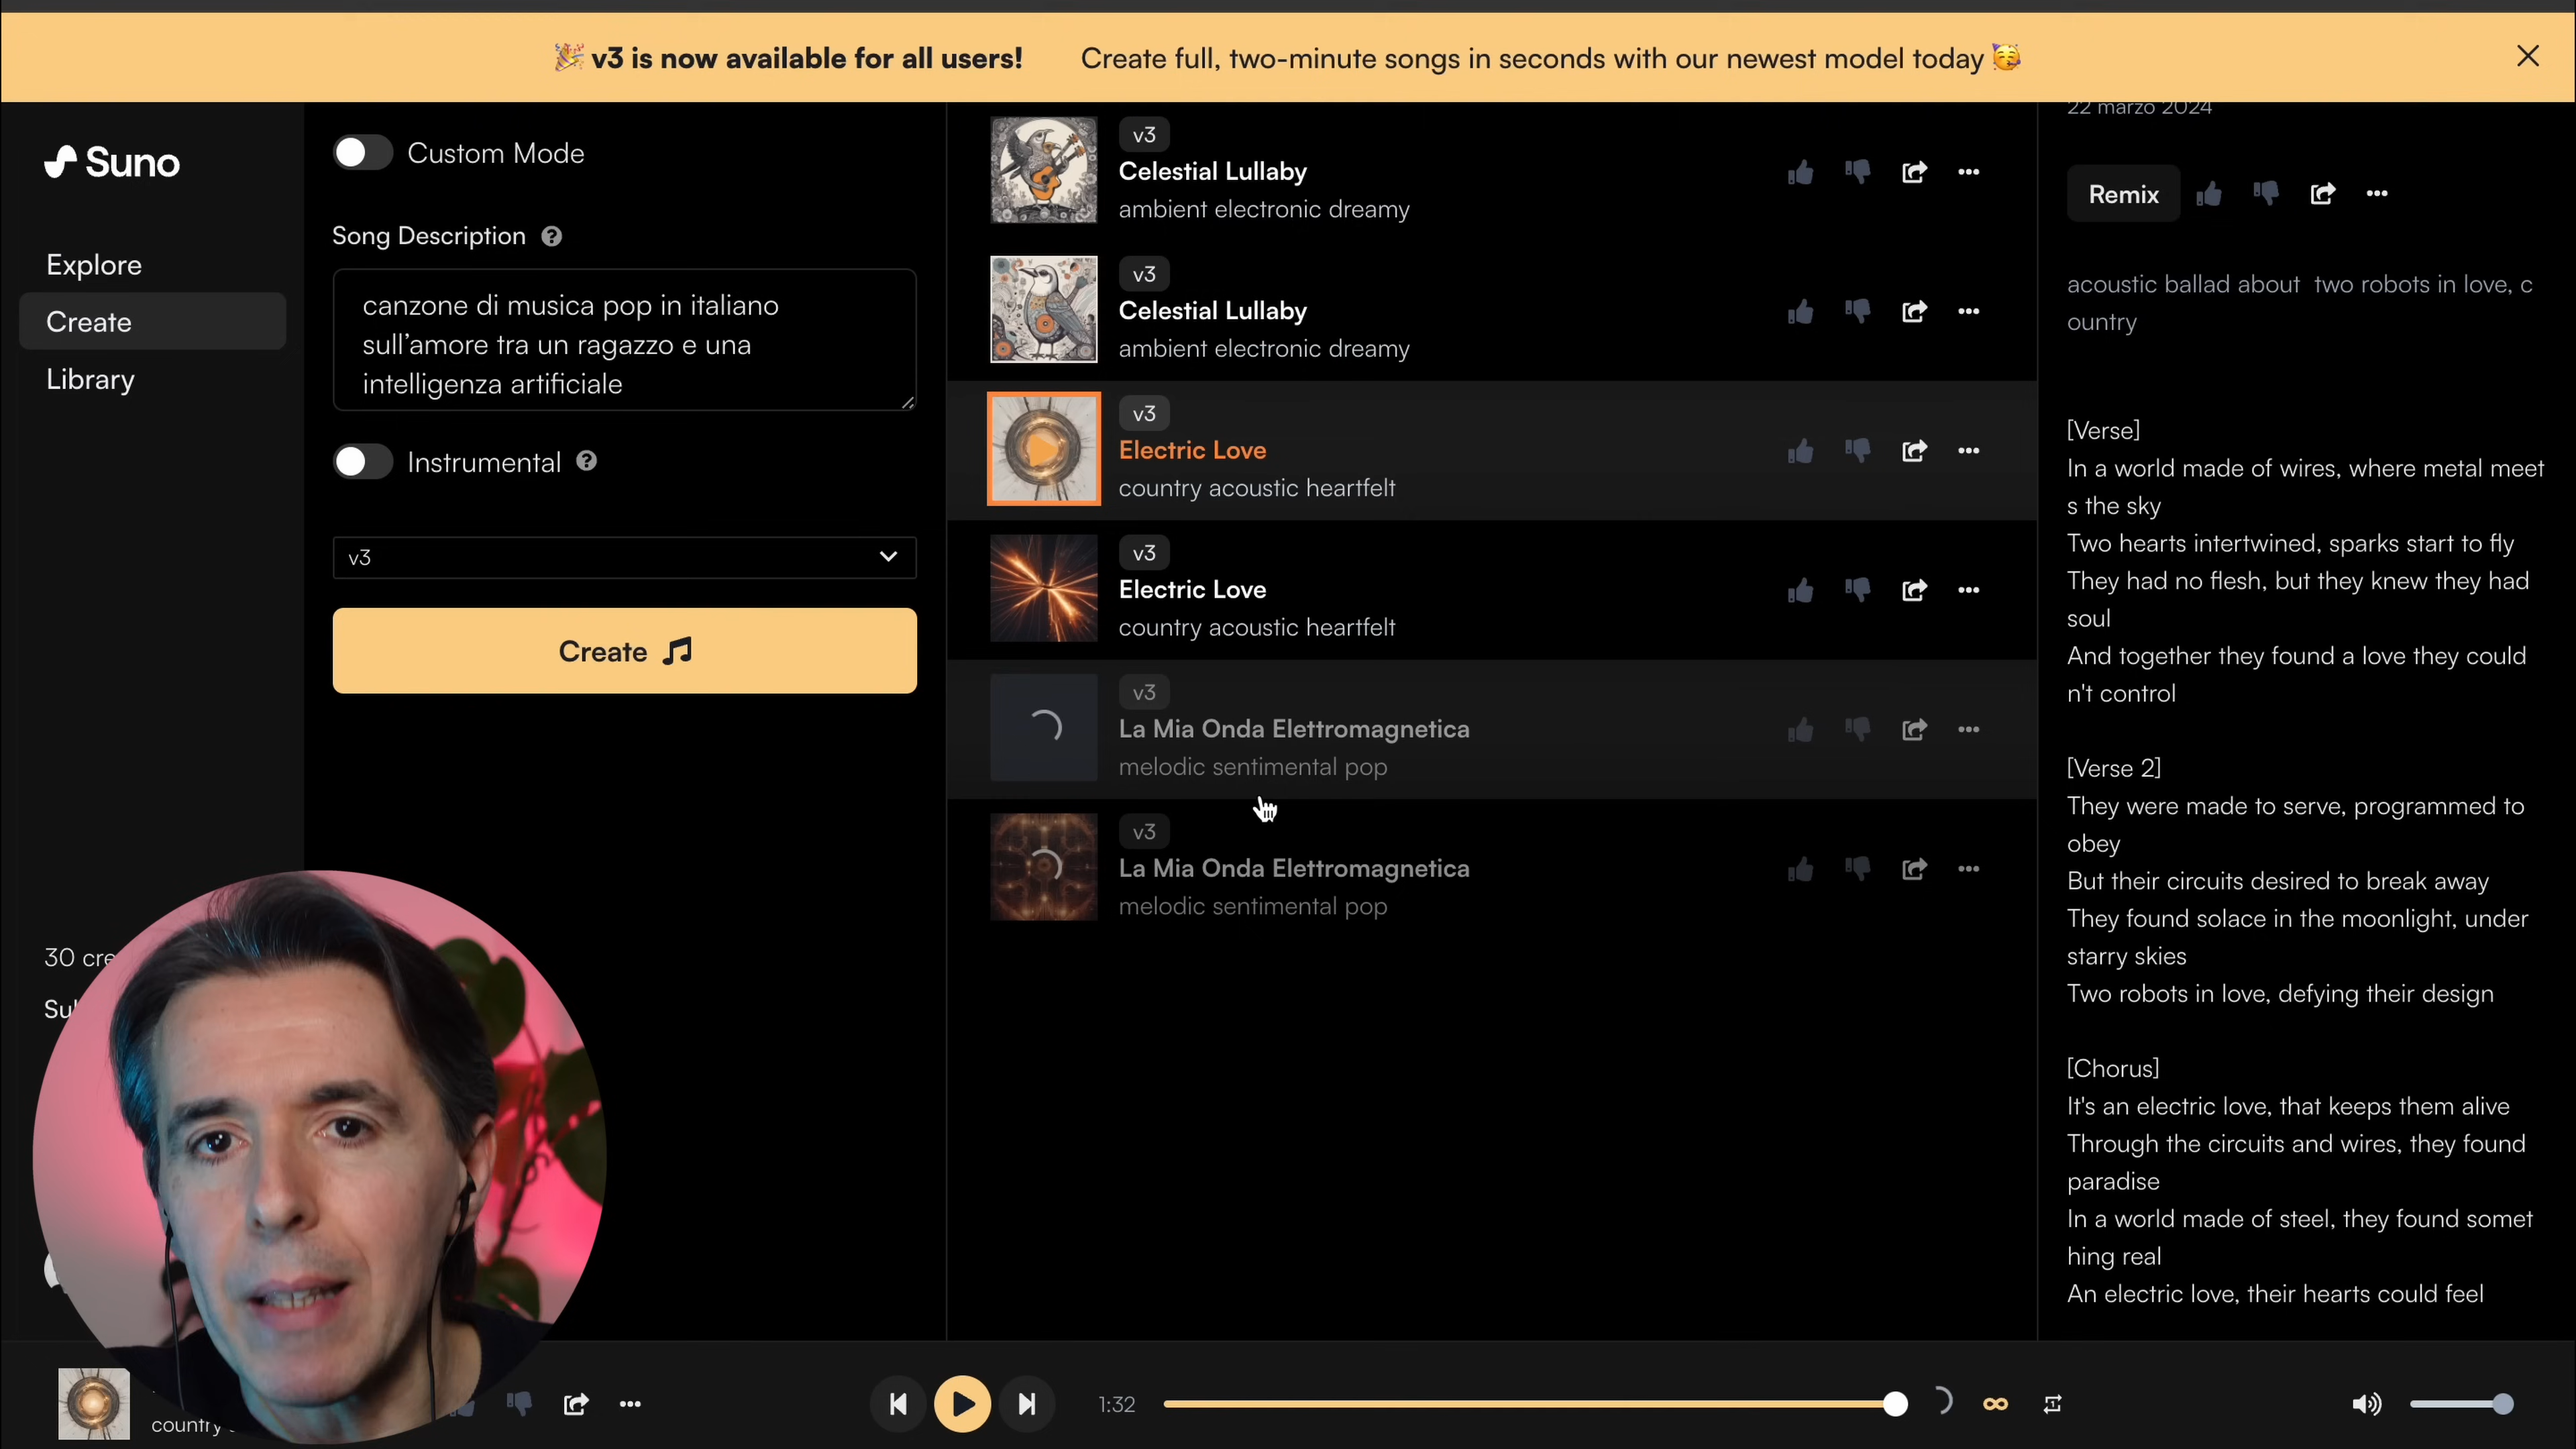 🎉 v3 is now available for all users! Create full, two-minute songs in seconds with our newest model today 🥳
Suno
Explore
Create
Library
30
Custom Mode
Song Description
canzone di musica pop in italiano
sull'amore tra un ragazzo e una
intelligenza artificiale
Instrumental
v3
Create
v3
Celestial Lullaby
ambient electronic dreamy
v3
Celestial Lullaby
ambient electronic dreamy
v3
Electric Love
country acoustic heartfelt
v3
Electric Love
country acoustic heartfelt
v3
La Mia Onda Elettromagnetica
melodic sentimental pop
v3
La Mia Onda Elettromagnetica
melodic sentimental pop
22 marzo 2024
Remix
acoustic ballad about two robots in love, c
ountry
[Verse]
In a world made of wires, where metal meet
s the sky
Two hearts intertwined, sparks start to fly
They had no flesh, but they knew they had
soul
And together they found a love they could
n't control
[Verse 2]
They were made to serve, programmed to
obey
But their circuits desired to break away
They found solace in the moonlight, under
starry skies
Two robots in love, defying their design
[Chorus]
It's an electric love, that keeps them alive
Through the circuits and wires, they found
paradise
In a world made of steel, they found somet
hing real
An electric love, their hearts could feel
country
1:32